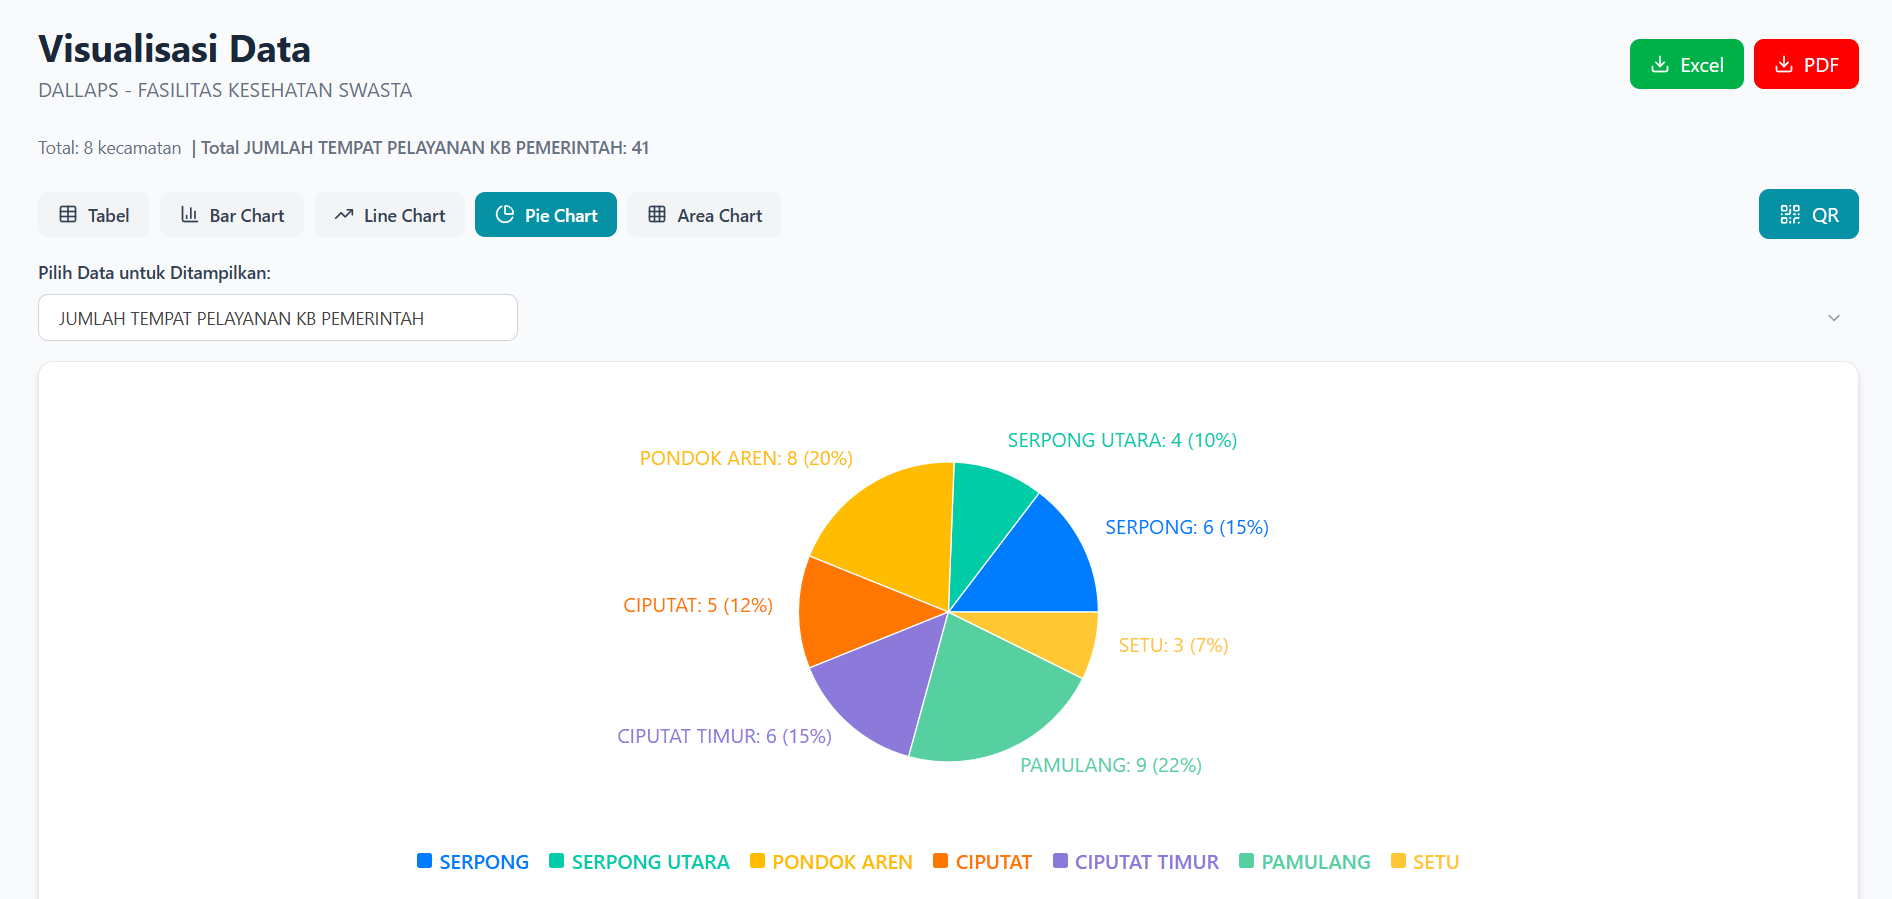 Visualisasi Data
DALLAPS - FASILITAS KESEHATAN SWASTA
Excel
PDF
Total: 8 kecamatan | Total JUMLAH TEMPAT PELAYANAN KB PEMERINTAH: 41
Tabel
Bar Chart
Line Chart
Pie Chart
Area Chart
QR
Pilih Data untuk Ditampilkan:
JUMLAH TEMPAT PELAYANAN KB PEMERINTAH
SERPONG UTARA: 4 (10%)
PONDOK AREN: 8 (20%)
SERPONG: 6 (15%)
CIPUTAT: 5 (12%)
SETU: 3 (7%)
CIPUTAT TIMUR: 6 (15%)
PAMULANG: 9 (22%)
SERPONG SERPONG UTARA PONDOK AREN CIPUTAT CIPUTAT TIMUR PAMULANG SETU